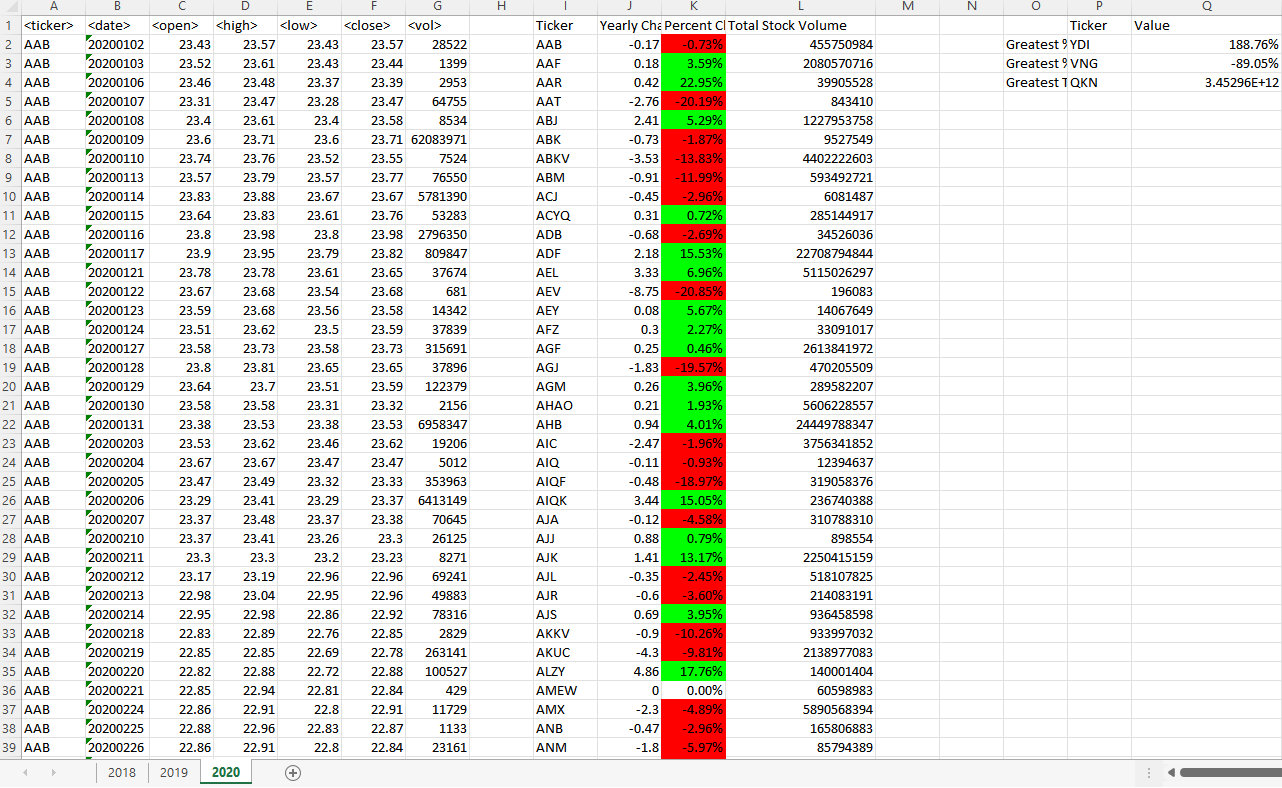 A B C D E F G H I J K L M N O P Q
1 <ticker> <date> <open> <high> <low> <close> <vol> Ticker Yearly Cha Percent Cl Total Stock Volume Ticker Value
2 AAB 20200102 23.43 23.57 23.43 23.57 28522 AAB -0.17 -0.73% 455750984 Greatest % YDI 188.76%
3 AAB 20200103 23.52 23.61 23.43 23.44 1399 AAF 0.18 3.59% 2080570716 Greatest % VNG -89.05%
4 AAB 20200106 23.46 23.48 23.37 23.39 2953 AAR 0.42 22.95% 39905528 Greatest T QKN 3.45296E+12
5 AAB 20200107 23.31 23.47 23.28 23.47 64755 AAT -2.76 -20.19% 843410
6 AAB 20200108 23.4 23.61 23.4 23.58 8534 ABJ 2.41 5.29% 1227953758
7 AAB 20200109 23.6 23.71 23.6 23.71 62083971 ABK -0.73 -1.87% 9527549
8 AAB 20200110 23.74 23.76 23.52 23.55 7524 ABKV -3.53 -13.83% 4402222603
9 AAB 20200113 23.57 23.79 23.57 23.77 76550 ABM -0.91 -11.99% 593492721
10 AAB 20200114 23.83 23.88 23.67 23.67 5781390 ACJ -0.45 -2.96% 6081487
11 AAB 20200115 23.64 23.83 23.61 23.76 53283 ACYQ 0.31 0.72% 285144917
12 AAB 20200116 23.8 23.98 23.8 23.98 2796350 ADB -0.68 -2.69% 34526036
13 AAB 20200117 23.9 23.95 23.79 23.82 809847 ADF 2.18 15.53% 22708794844
14 AAB 20200121 23.78 23.78 23.61 23.65 37674 AEL 3.33 6.96% 5115026297
15 AAB 20200122 23.67 23.68 23.54 23.68 681 AEV -8.75 -20.85% 196083
16 AAB 20200123 23.59 23.68 23.56 23.58 14342 AEY 0.08 5.67% 14067649
17 AAB 20200124 23.51 23.62 23.5 23.59 37839 AFZ 0.3 2.27% 33091017
18 AAB 20200127 23.58 23.73 23.58 23.73 315691 AGF 0.25 0.46% 2613841972
19 AAB 20200128 23.8 23.81 23.65 23.65 37896 AGJ -1.83 -19.57% 470205509
20 AAB 20200129 23.64 23.7 23.51 23.59 122379 AGM 0.26 3.96% 289582207
21 AAB 20200130 23.58 23.58 23.31 23.32 2156 AHAO 0.21 1.93% 5606228557
22 AAB 20200131 23.38 23.53 23.38 23.53 6958347 AHB 0.94 4.01% 24449788347
23 AAB 20200203 23.53 23.62 23.46 23.62 19206 AIC -2.47 -1.96% 3756341852
24 AAB 20200204 23.67 23.67 23.47 23.47 5012 AIQ -0.11 -0.93% 12394637
25 AAB 20200205 23.47 23.49 23.32 23.33 353963 AIQF -0.48 -18.97% 319058376
26 AAB 20200206 23.29 23.41 23.29 23.37 6413149 AIQK 3.44 15.05% 236740388
27 AAB 20200207 23.37 23.48 23.37 23.38 70645 AJA -0.12 -4.58% 310788310
28 AAB 20200210 23.37 23.41 23.26 23.3 26125 AJJ 0.88 0.79% 898554
29 AAB 20200211 23.3 23.3 23.2 23.23 8271 AJK 1.41 13.17% 2250415159
30 AAB 20200212 23.17 23.19 22.96 22.96 69241 AJL -0.35 -2.45% 518107825
31 AAB 20200213 22.98 23.04 22.95 22.96 49883 AJR -0.6 -3.60% 214083191
32 AAB 20200214 22.95 22.98 22.86 22.92 78316 AJS 0.69 3.95% 936458598
33 AAB 20200218 22.83 22.89 22.76 22.85 2829 AKKV -0.9 -10.26% 933997032
34 AAB 20200219 22.85 22.85 22.69 22.78 263141 AKUC -4.3 -9.81% 2138977083
35 AAB 20200220 22.82 22.88 22.72 22.88 100527 ALZY 4.86 17.76% 140001404
36 AAB 20200221 22.85 22.94 22.81 22.84 429 AMEW 0 0.00% 60598983
37 AAB 20200224 22.86 22.91 22.8 22.91 11729 AMX -2.3 -4.89% 5890568394
38 AAB 20200225 22.88 22.96 22.83 22.87 1133 ANB -0.47 -2.96% 165806883
39 AAB 20200226 22.86 22.91 22.8 22.84 23161 ANM -1.8 -5.97% 85794389
2018 2019 2020